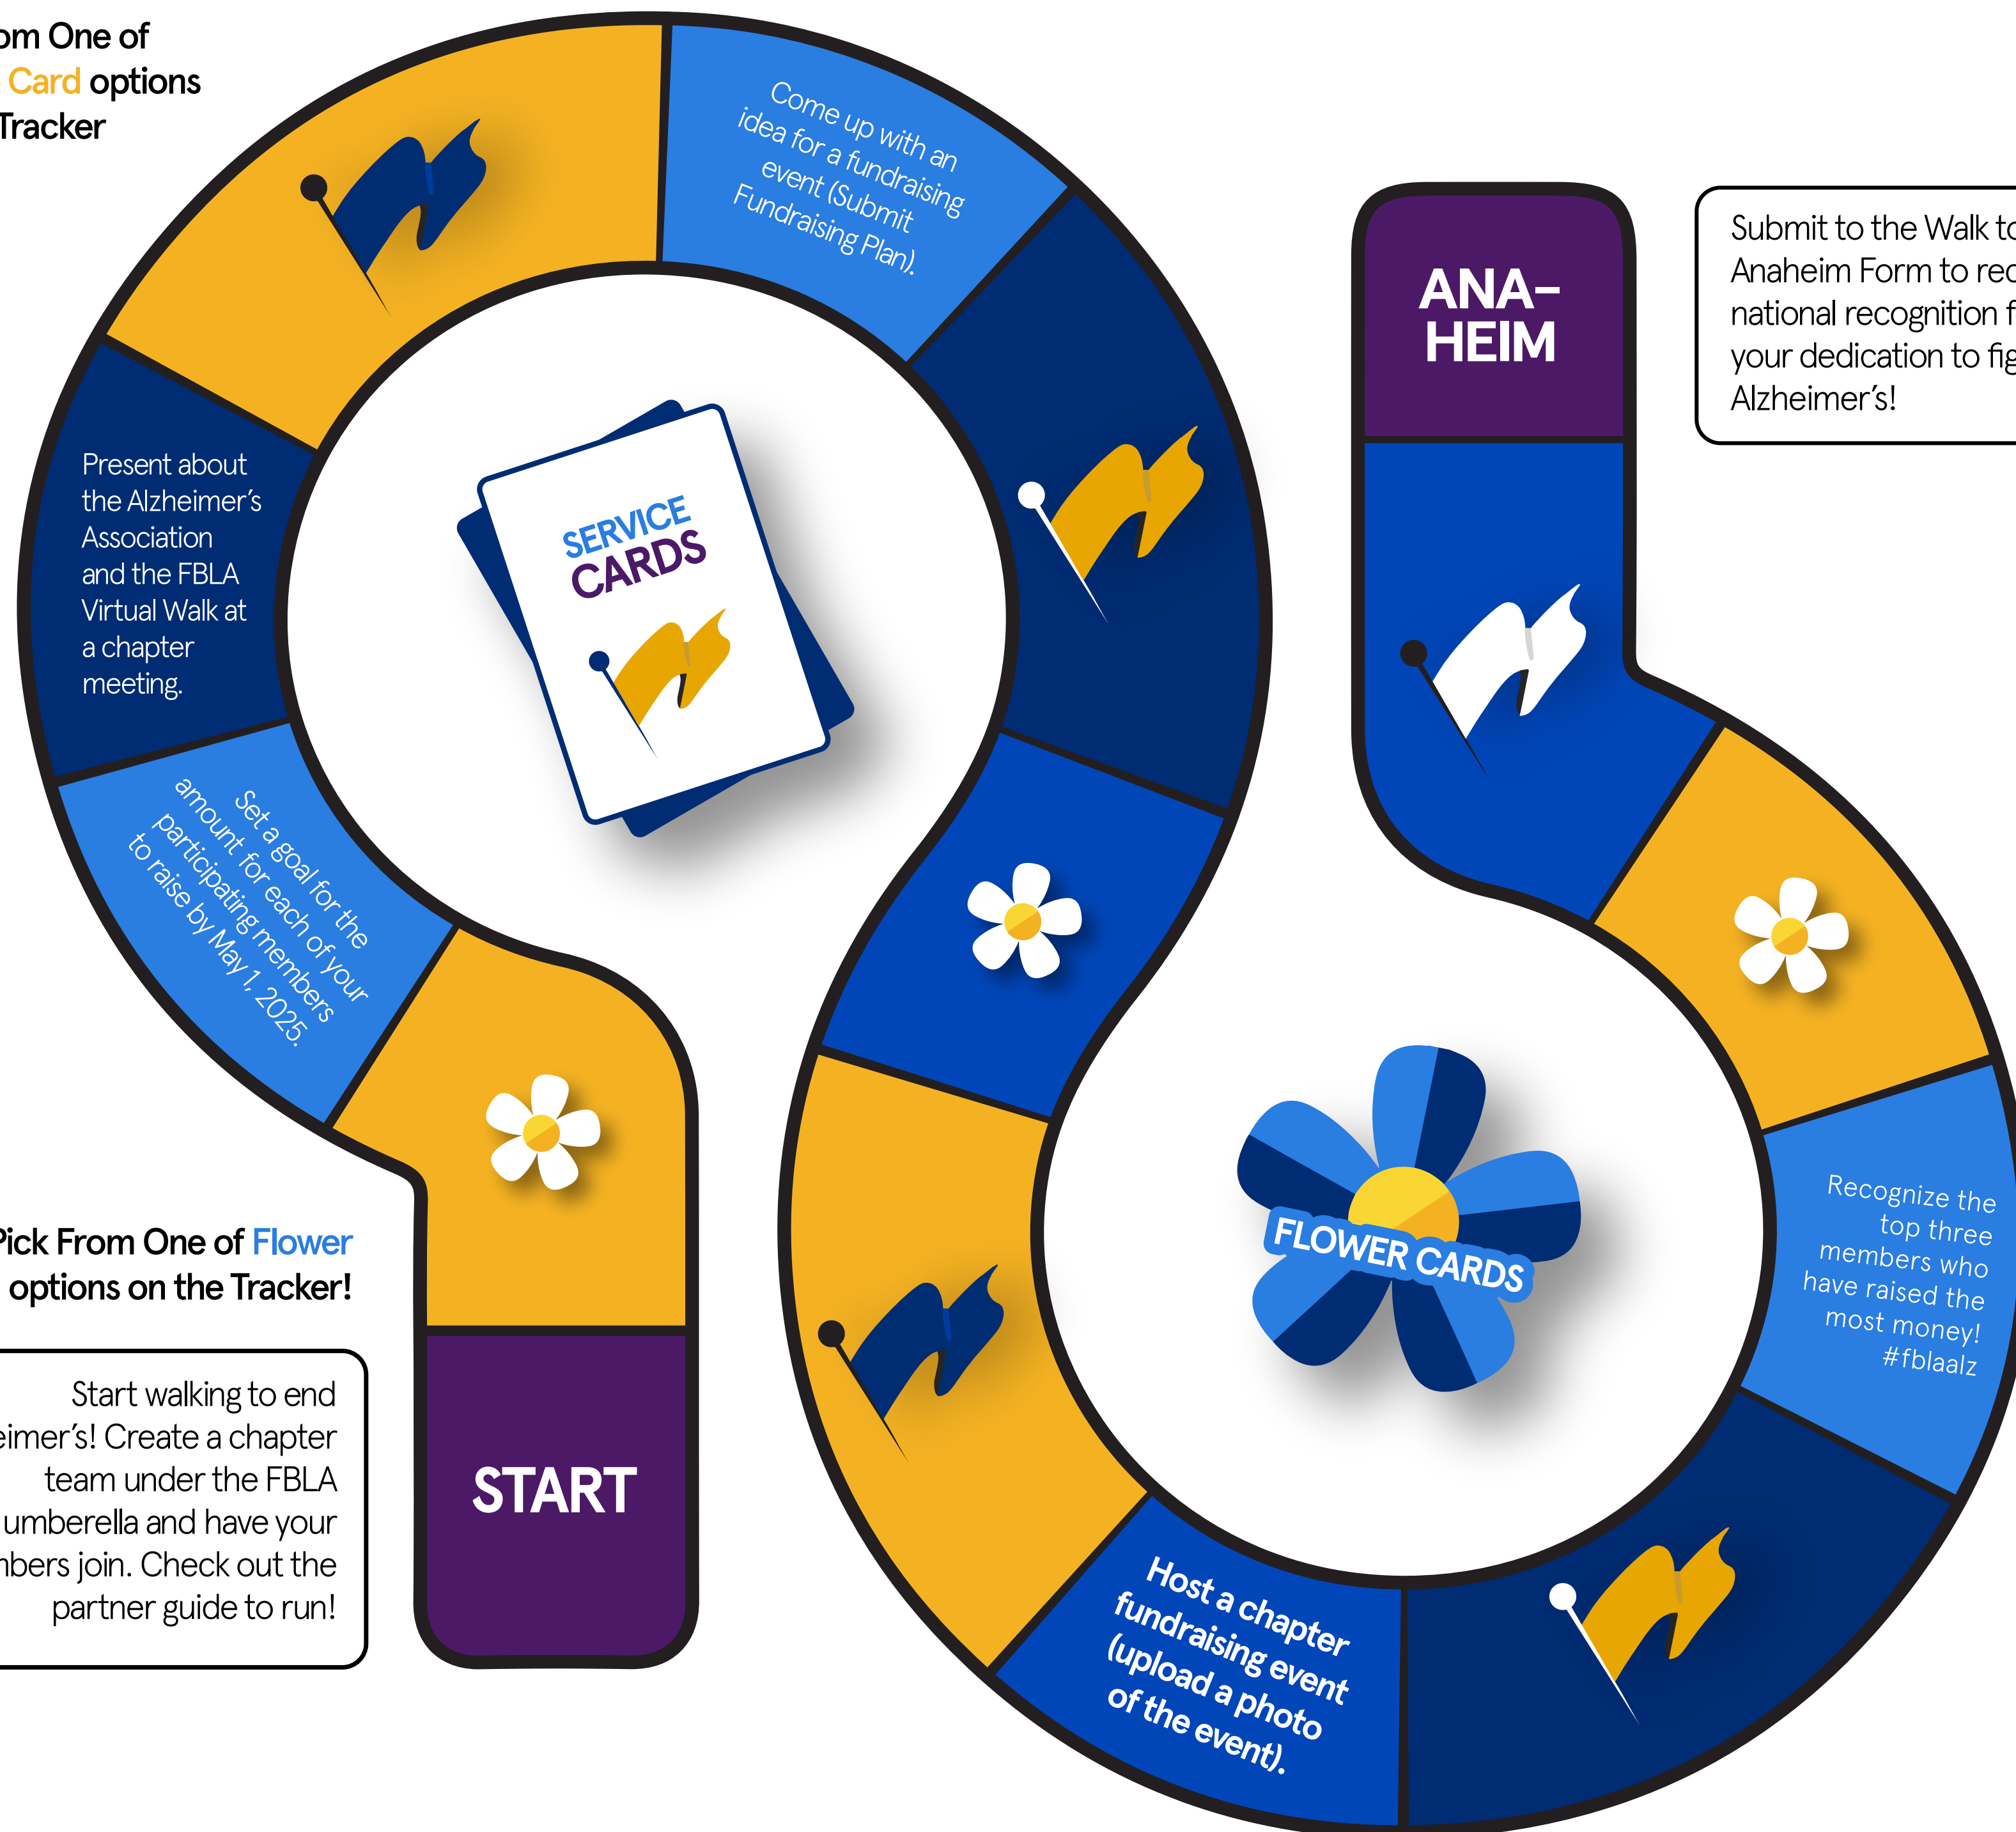 om One of
Card options
Tracker
Come up with an
idea for a fundraising
event (Submit
Fundraising Plan).
Present about
the Alzheimer's
Association
and the FBLA
Virtual Walk at
a chapter
meeting.
SERVICE
CARDS
Set a goal for the
amount for each of your
participating members
to raise by May 1, 2025.
Pick From One of Flower
options on the Tracker!
Start walking to end
eimer's! Create a chapter
team under the FBLA
umberella and have your
mbers join. Check out the
partner guide to run!
START
ANA-
HEIM
Submit to the Walk to
Anaheim Form to rec
national recognition f
your dedication to fig
Alzheimer's!
FLOWER CARDS
Recognize the
top three
members who
have raised the
most money!
#fblaalz
Host a chapter
fundraising event
(upload a photo
of the event).